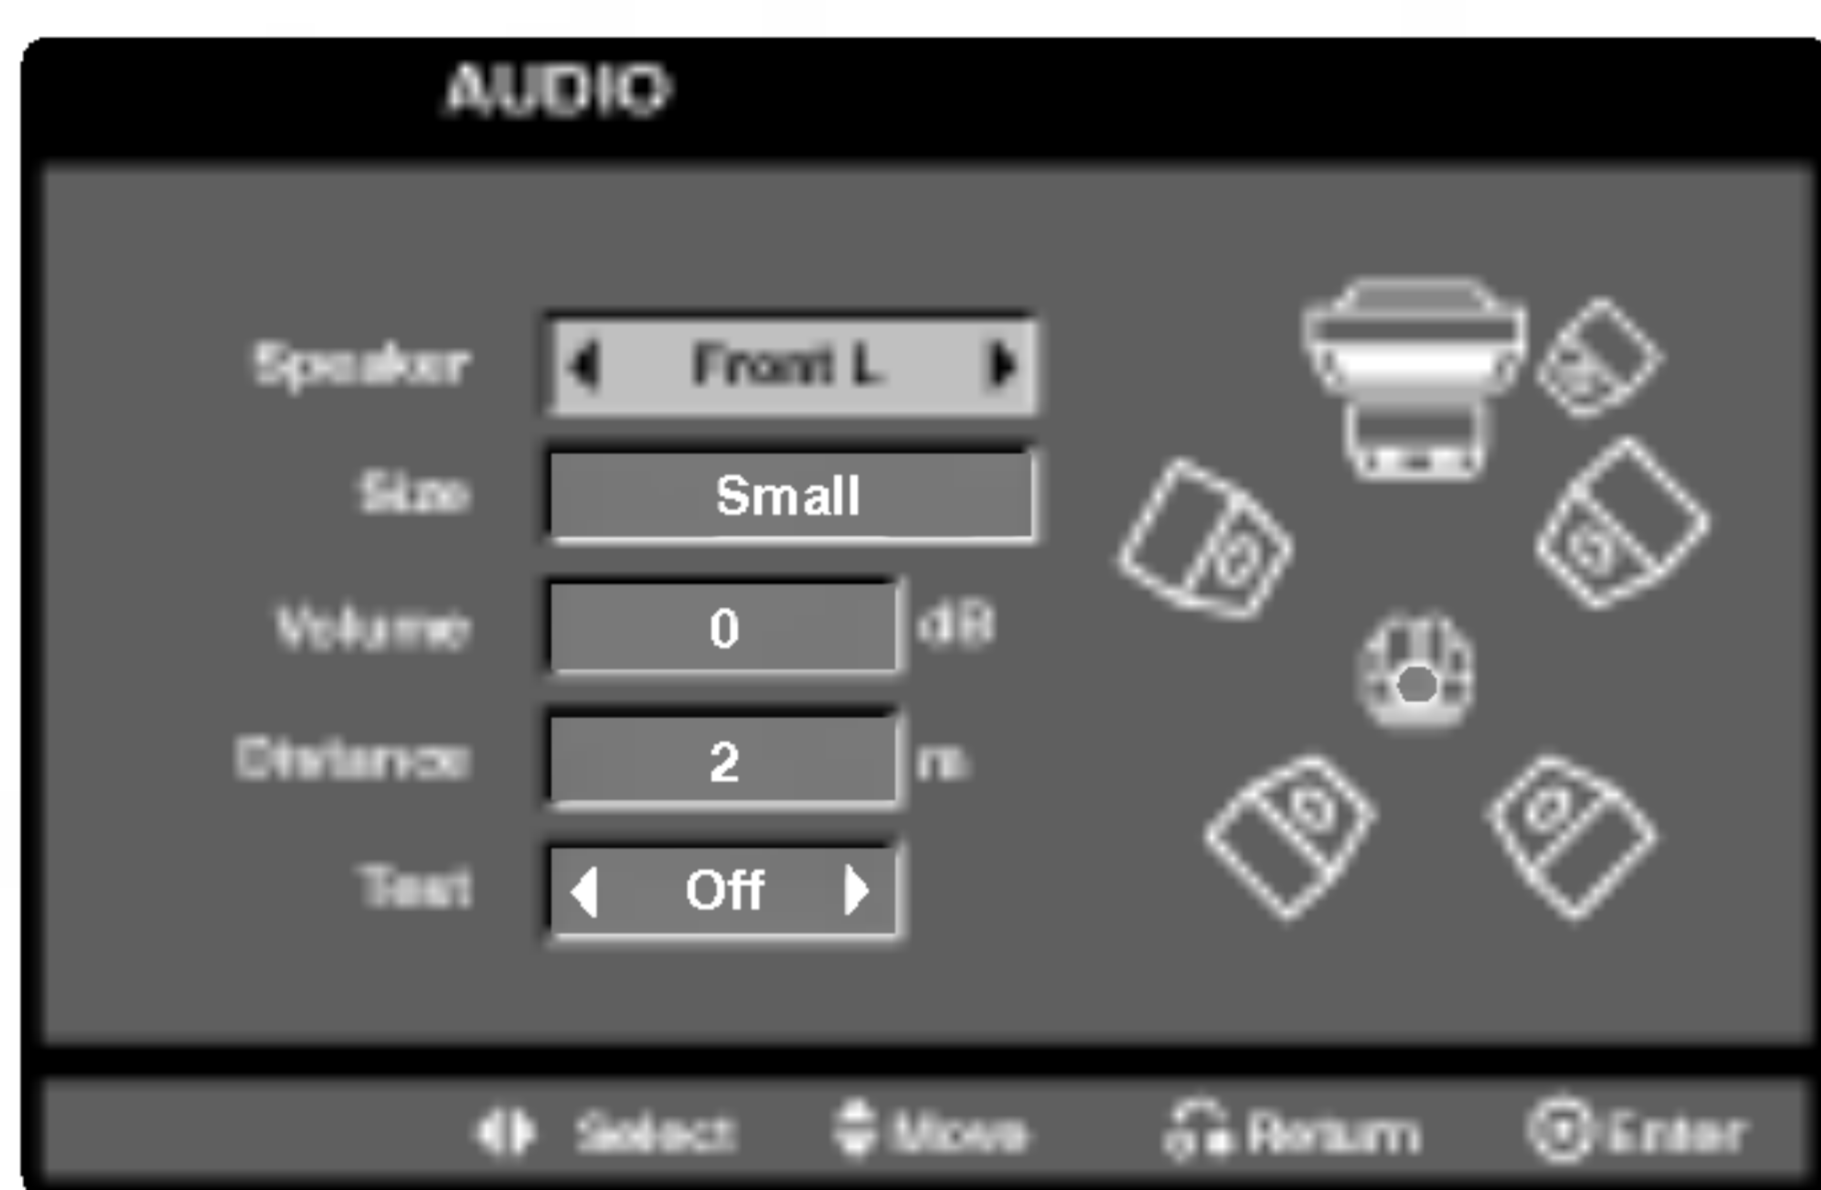 AUDIO
Speaker Front L
Size Small
Volume 0 dB
Distance 2 m
Test Off
Select Move Return Enter